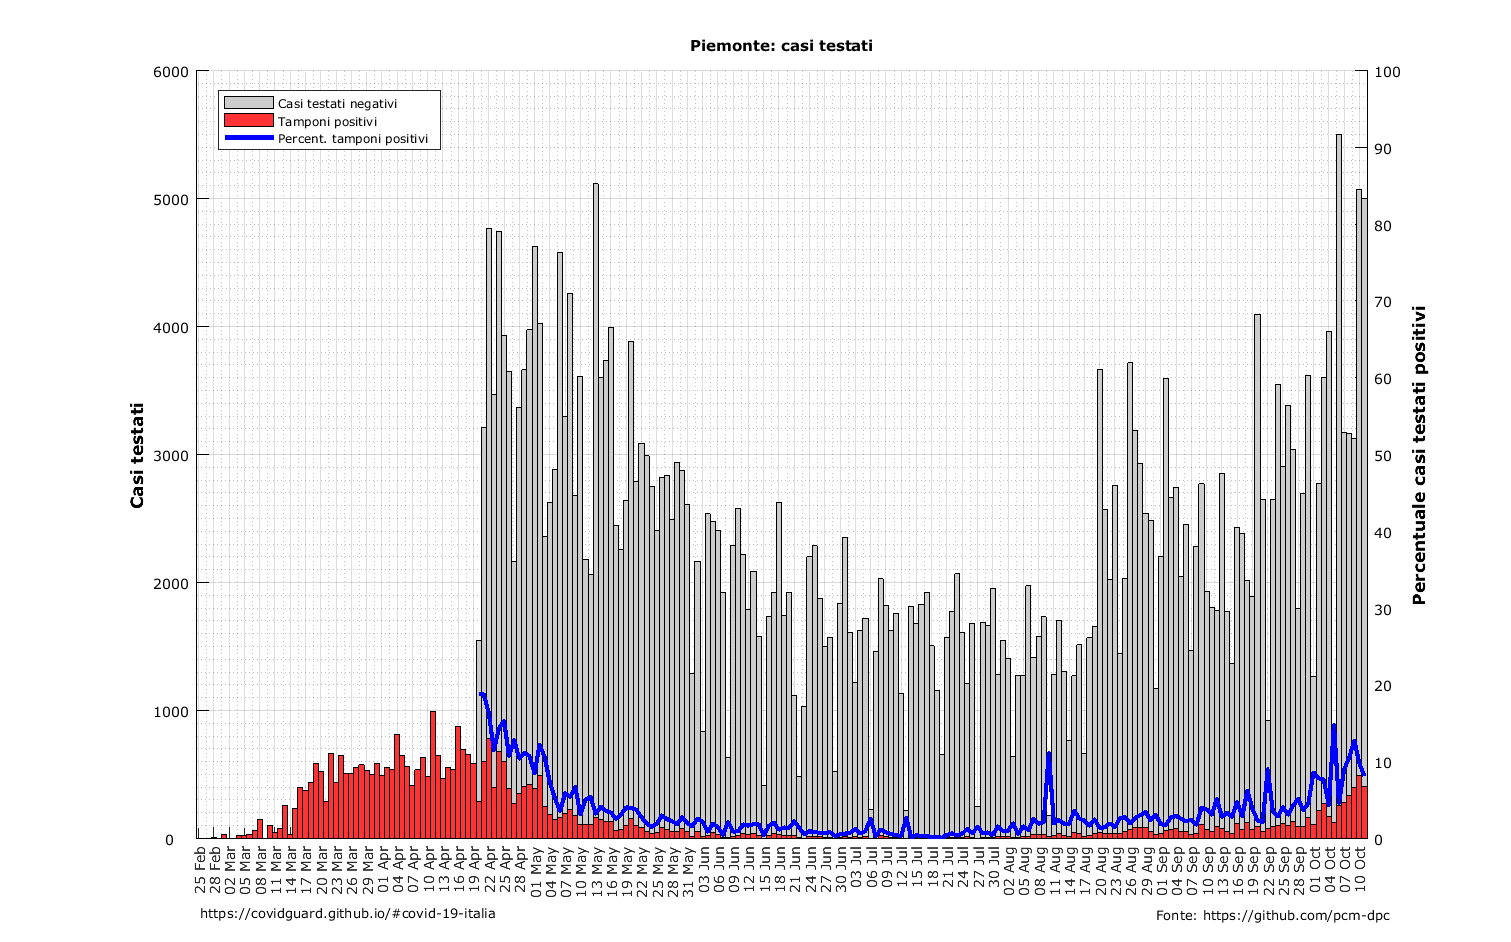 Piemonte: casi testati
6000
5000
4000
3000
2000
1000
0
Casi testati
Casi testati negativi
Tamponi positivi
Percent. tamponi positivi
100
90
80
70
60
50
40
30
20
10
0
Percentuale casi testati positivi
25 Feb
28 Feb
02 Mar
05 Mar
08 Mar
11 Mar
14 Mar
17 Mar
20 Mar
23 Mar
26 Mar
29 Mar
01 Apr
04 Apr
07 Apr
10 Apr
13 Apr
16 Apr
19 Apr
22 Apr
25 Apr
28 Apr
01 May
04 May
07 May
10 May
13 May
16 May
19 May
22 May
25 May
28 May
31 May
03 Jun
06 Jun
09 Jun
12 Jun
15 Jun
18 Jun
21 Jun
24 Jun
27 Jun
30 Jun
03 Jul
06 Jul
09 Jul
12 Jul
15 Jul
18 Jul
21 Jul
24 Jul
27 Jul
30 Jul
02 Aug
05 Aug
08 Aug
11 Aug
14 Aug
17 Aug
20 Aug
23 Aug
26 Aug
29 Aug
01 Sep
04 Sep
07 Sep
10 Sep
13 Sep
16 Sep
19 Sep
22 Sep
25 Sep
28 Sep
01 Oct
04 Oct
07 Oct
10 Oct
https://covidguard.github.io/#covid-19-italia
Fonte: https://github.com/pcm-dpc